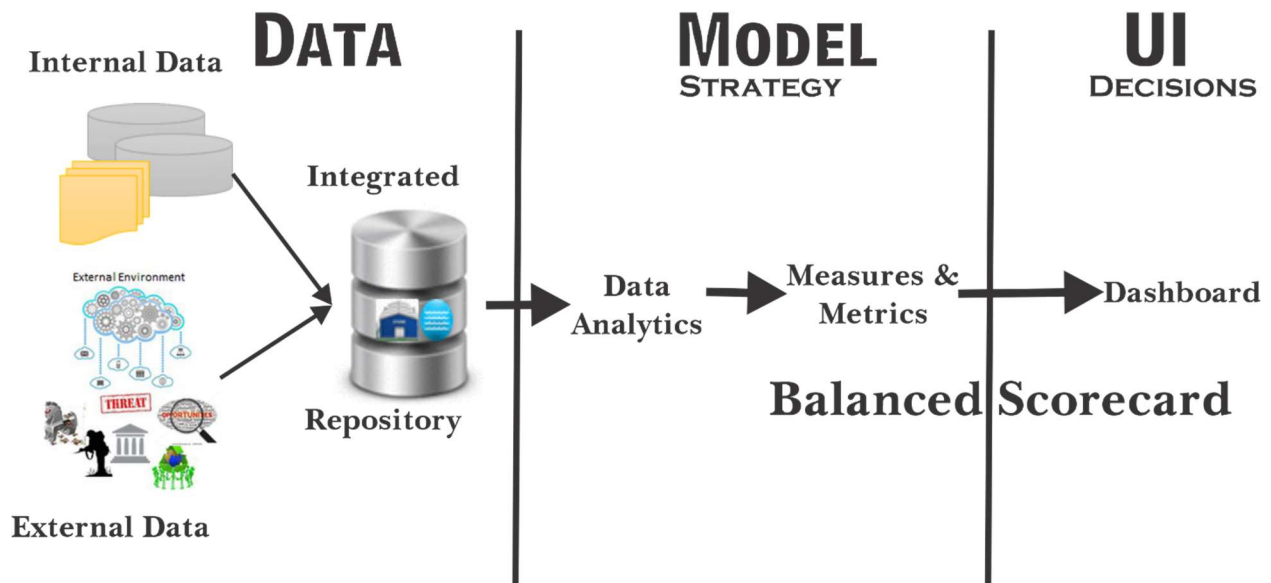 DATA
MODEL
STRATEGY
UI
DECISIONS
Internal Data
Integrated
Repository
External Environment
THREAT
OPPORTUNITIES
External Data
Data
Analytics
Measures &
Metrics
Dashboard
Balanced Scorecard